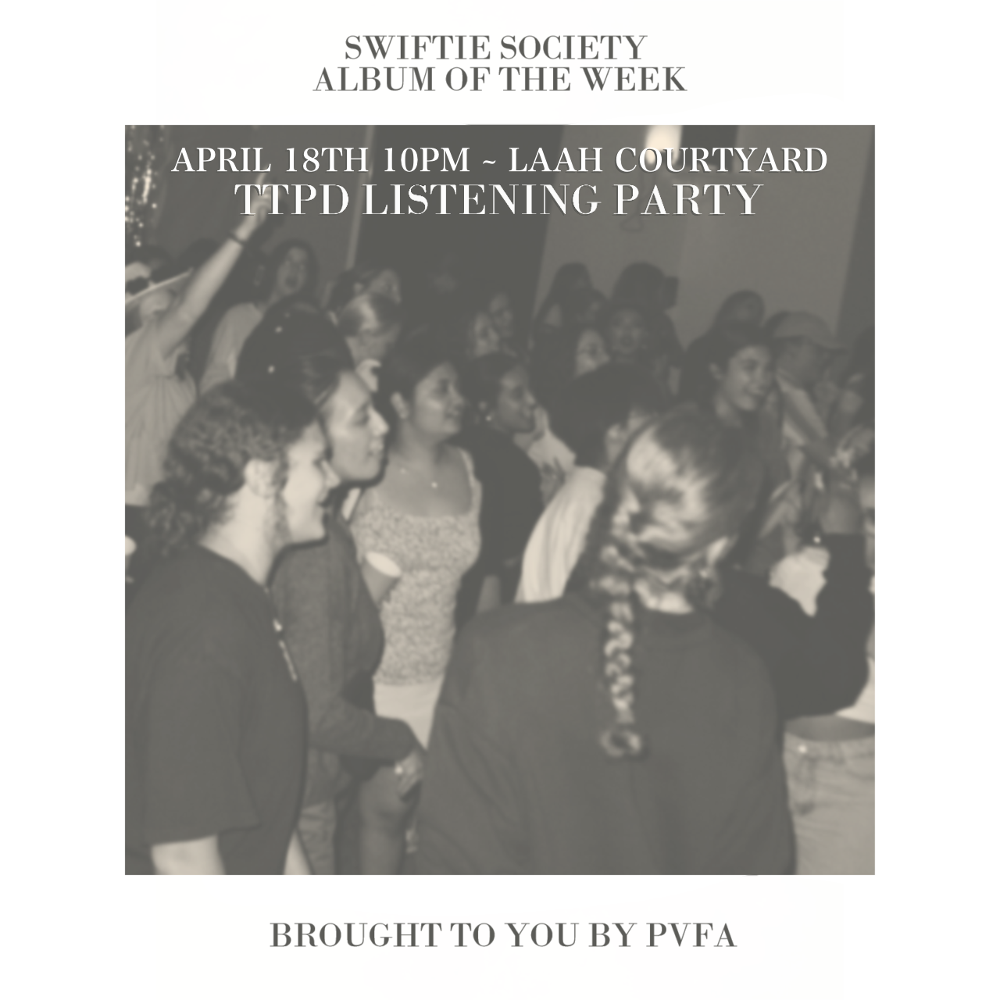 SWIFTIE SOCIETY
ALBUM OF THE WEEK
APRIL 18TH 10PM ~ LAAH COURTYARD
TTPD LISTENING PARTY
BROUGHT TO YOU BY PVFA